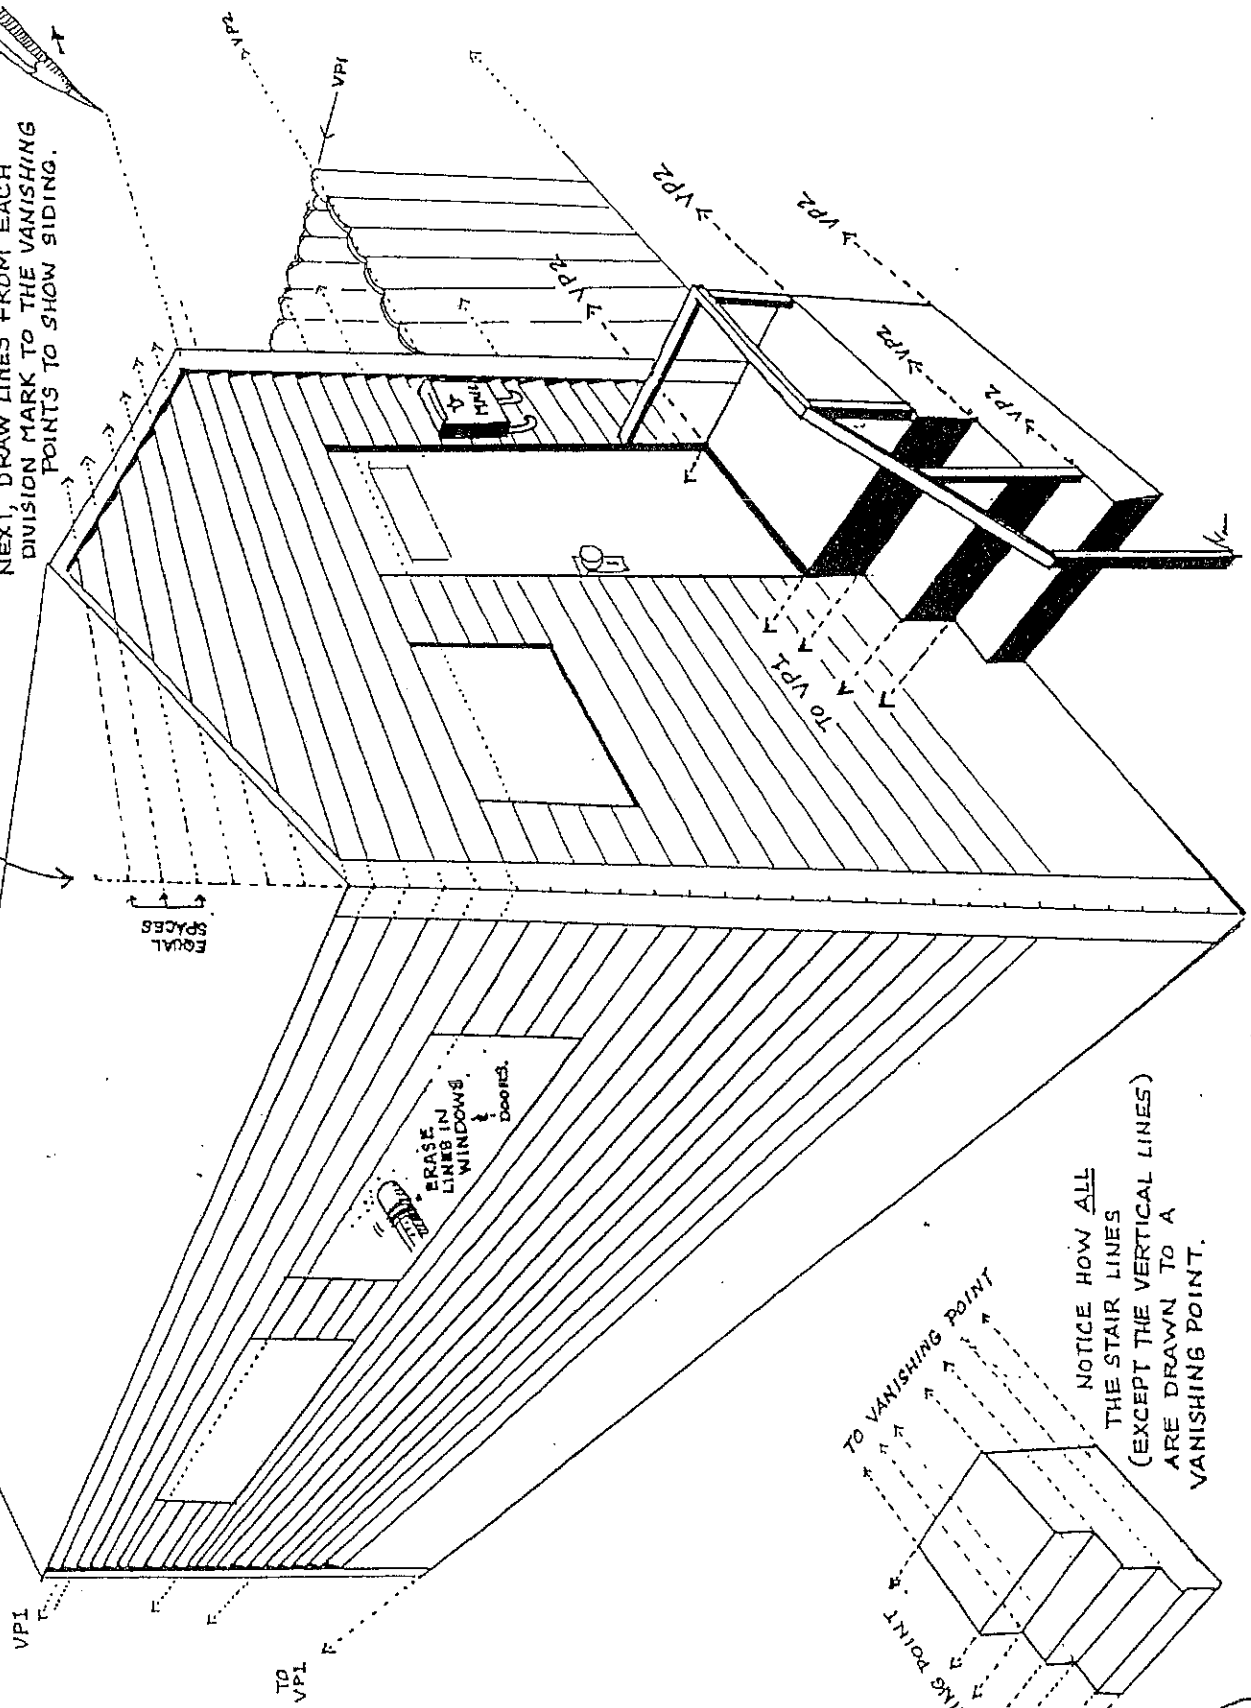 NEXT, DRAW LINES FROM EACH
DIVISION MARK TO THE VANISHING
POINTS TO SHOW SIDING.
VP2
VP1
EQUAL
SPACES
MAIL
VP2
VP2
VP2
VP2
VP2
TO VP1
ERASE
LINES IN
WINDOWS
&
DOORS.
VP1
TO
VP1
TO VANISHING POINT
POINT
NOTICE HOW ALL
THE STAIR LINES
(EXCEPT THE VERTICAL LINES)
ARE DRAWN TO A
VANISHING POINT.